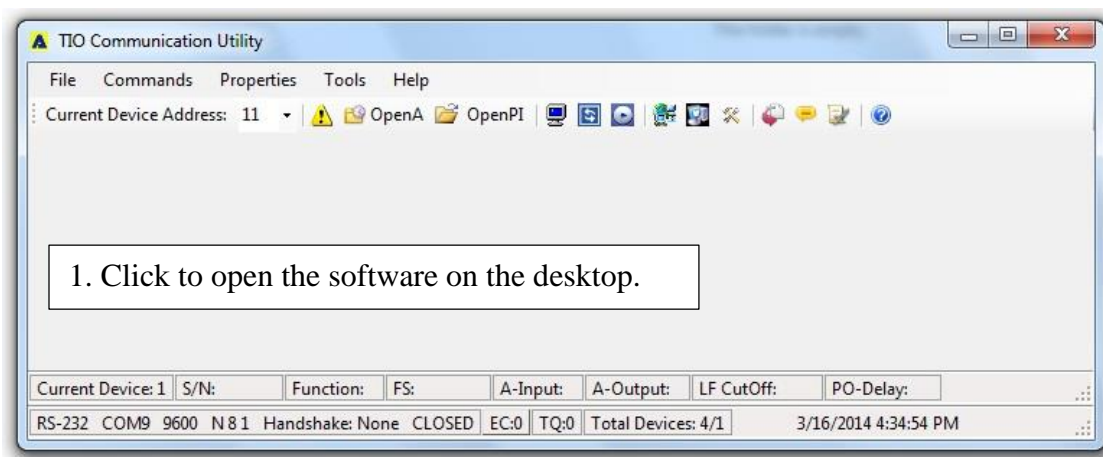 TIO Communication Utility
File Commands Properties Tools Help
Current Device Address: 11 OpenA OpenPI
1. Click to open the software on the desktop.
Current Device: 1 S/N: Function: FS: A-Input: A-Output: LF CutOff: PO-Delay:
RS-232 COM9 9600 N 8 1 Handshake: None CLOSED EC:0 TQ:0 Total Devices: 4/1 3/16/2014 4:34:54 PM